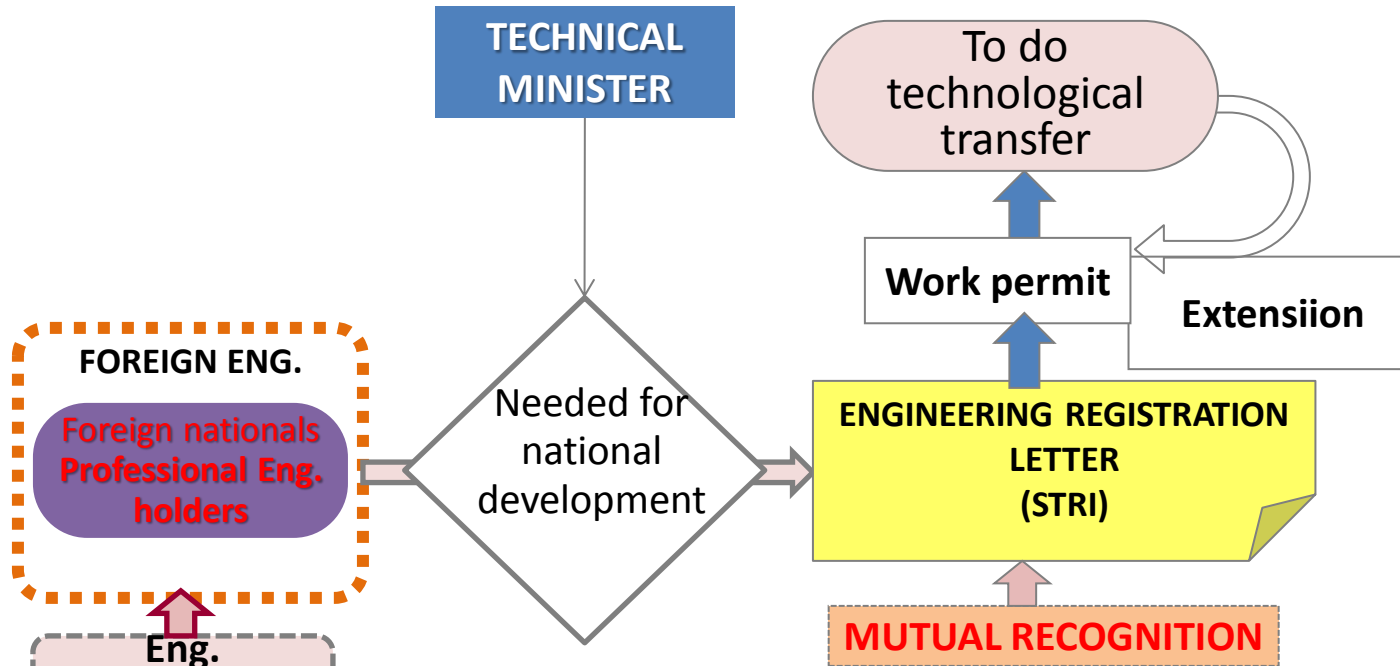 TECHNICAL
MINISTER
To do
technological
transfer
Work permit
Extensiion
FOREIGN ENG.
Foreign nationals
Professional Eng.
holders
Needed for
national
development
ENGINEERING REGISTRATION
LETTER
(STRI)
MUTUAL RECOGNITION
Eng.